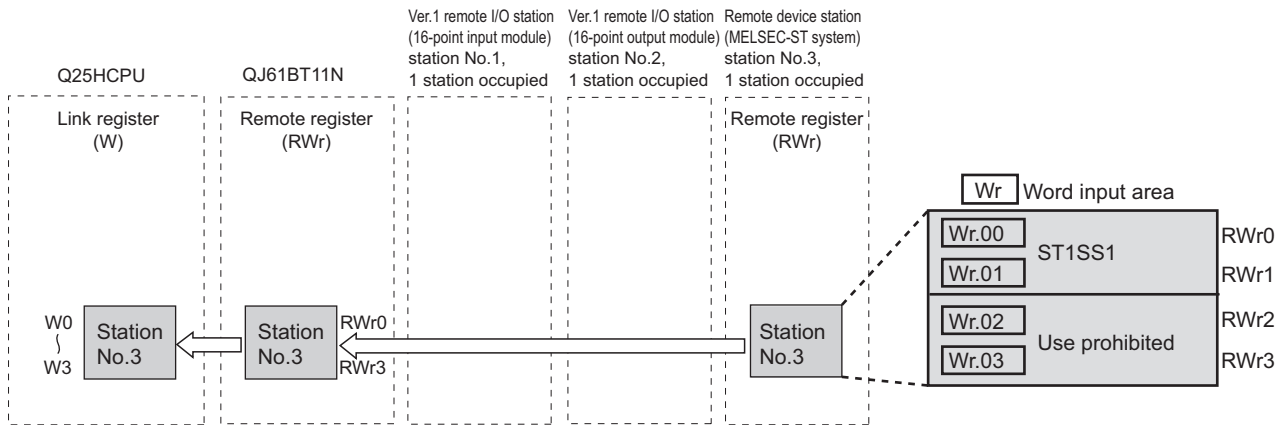 Q25HCPU
Link register
(W)
W0
W3
Station
No.3
QJ61BT11N
Remote register
(RWr)
Station
No.3
RWr0
RWr3
Ver.1 remote I/O station
(16-point input module)
station No.1,
1 station occupied
Ver.1 remote I/O station
(16-point output module)
station No.2,
1 station occupied
Remote device station
(MELSEC-ST system)
station No.3,
1 station occupied
Remote register
(RWr)
Station
No.3
Wr Word input area
Wr.00
Wr.01
ST1SS1
RWr0
RWr1
Wr.02
Wr.03
Use prohibited
RWr2
RWr3